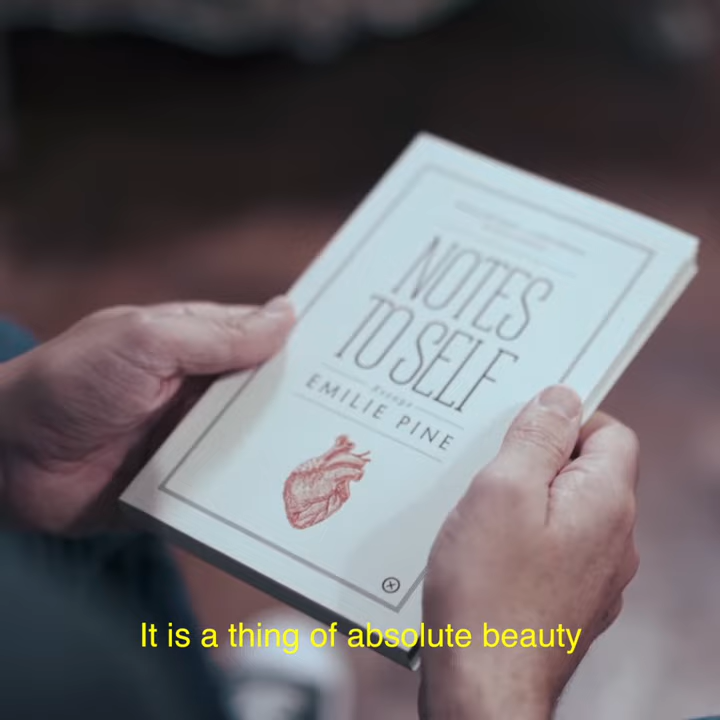 NOTES
TO SELF
Essays
EMILIE PINE
It is a thing of absolute beauty